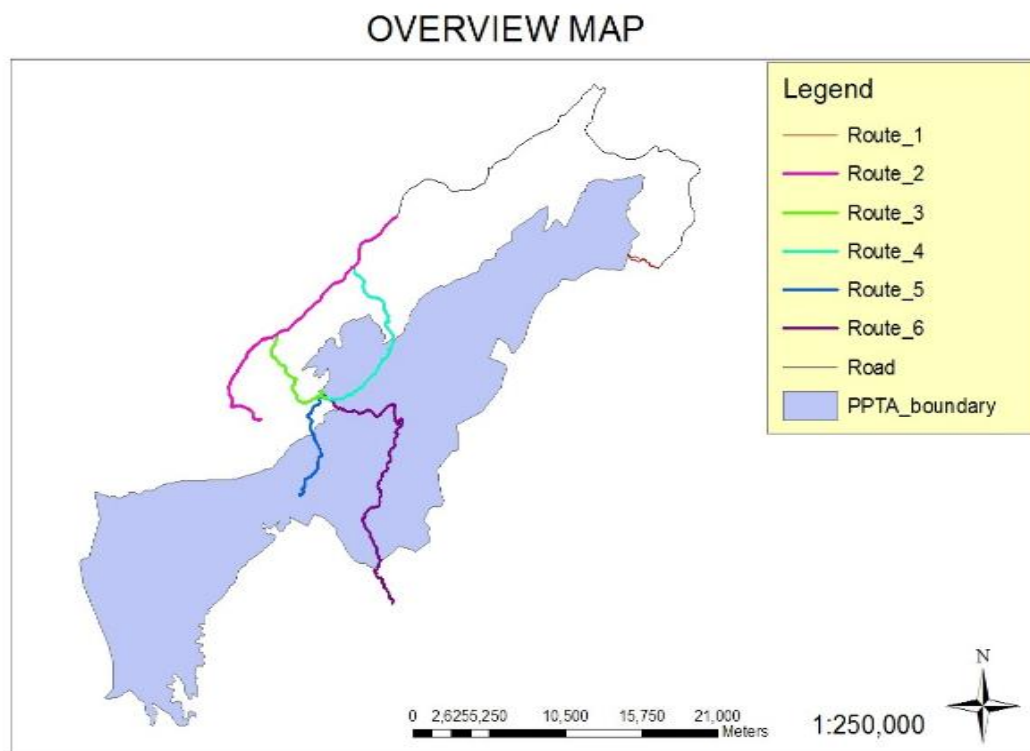 OVERVIEW MAP
Legend
Route_1
Route_2
Route_3
Route_4
Route_5
Route_6
Road
PPTA_boundary
N
0 2,6255,250 10,500 15,750 21,000
Meters
1:250,000